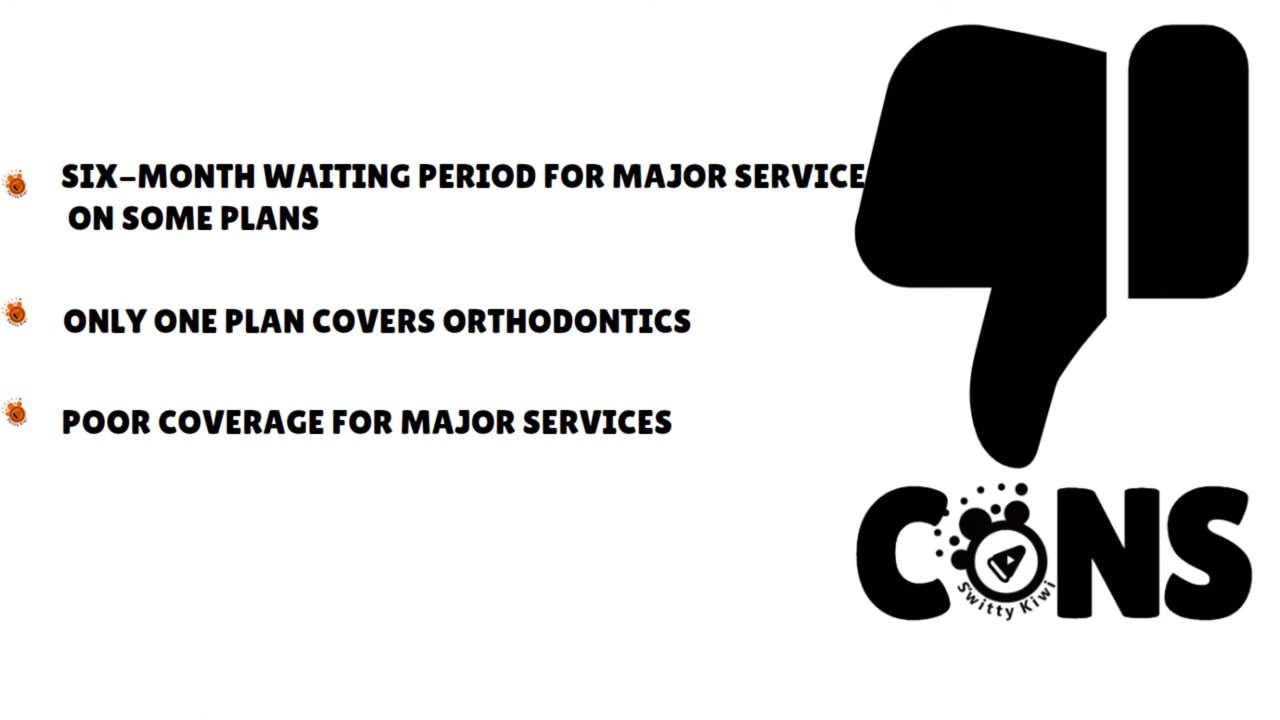 SIX-MONTH WAITING PERIOD FOR MAJOR SERVICE
ON SOME PLANS
ONLY ONE PLAN COVERS ORTHODONTICS
POOR COVERAGE FOR MAJOR SERVICES
CONS
Switty Kiwi